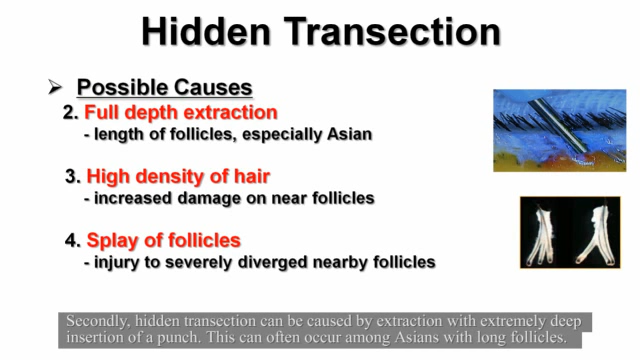 Hidden Transection
➢ Possible Causes
2. Full depth extraction
- length of follicles, especially Asian
3. High density of hair
- increased damage on near follicles
4. Splay of follicles
- injury to severely diverged nearby follicles
Secondly, hidden transection can be caused by extraction with extremely deep
insertion of a punch. This can often occur among Asians with long follicles.